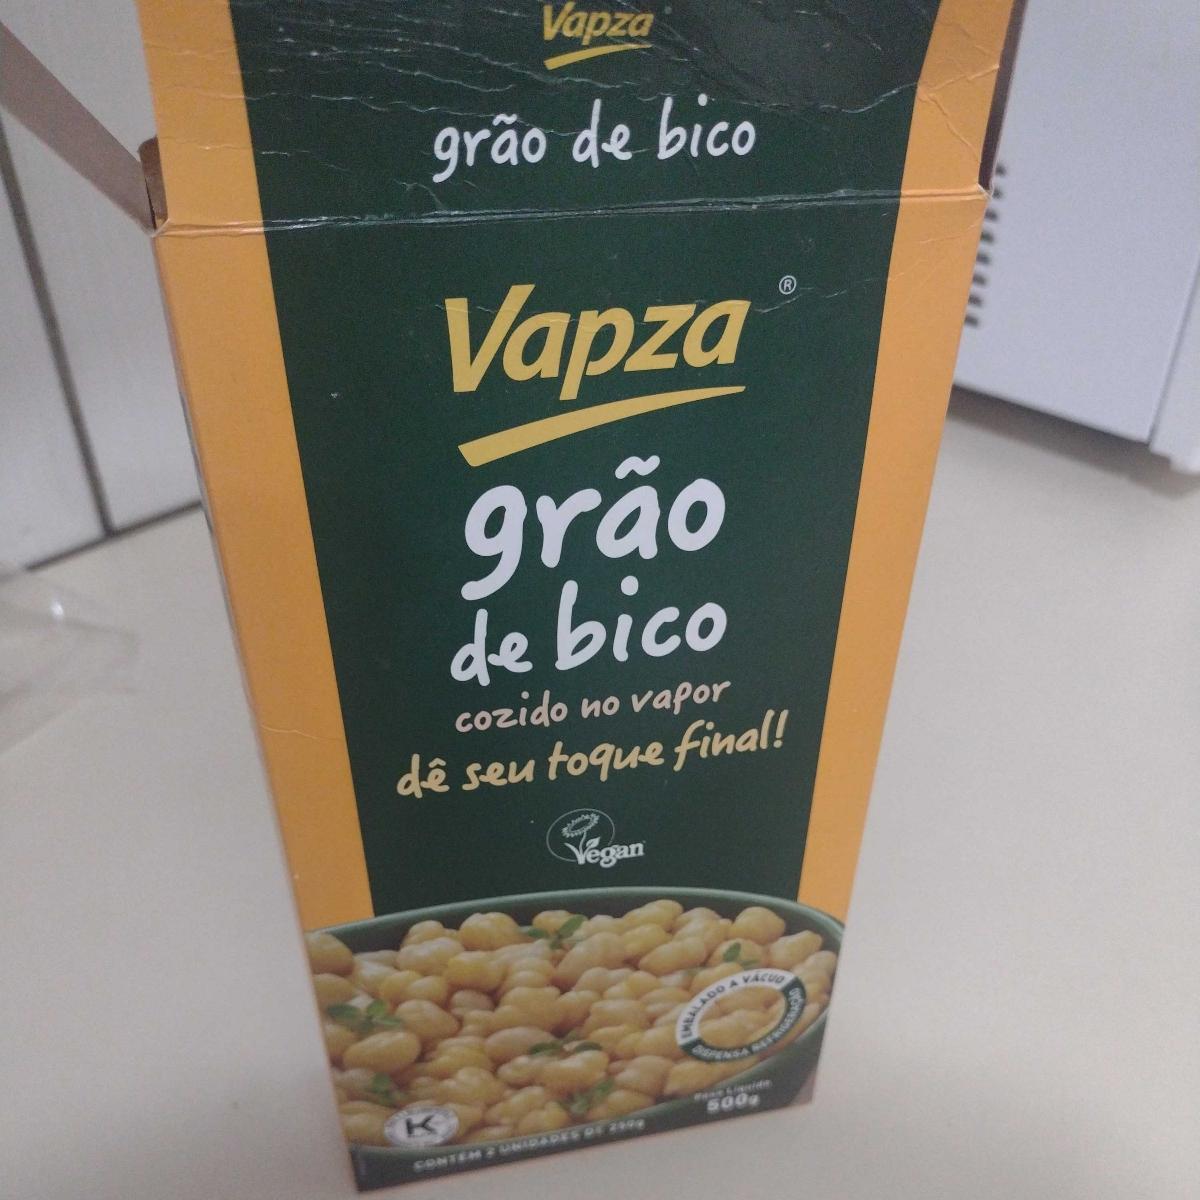 Vapza
grão de bico
Vapza®
grão
de bico
cozido no vapor
dê seu toque final!
Vegan
EMBALADO A VÁCUO
DISPENSA REFRIGERAÇÃO
Peso Líquido
500g
K
CONTÉM 2 UNIDADES DE 250g